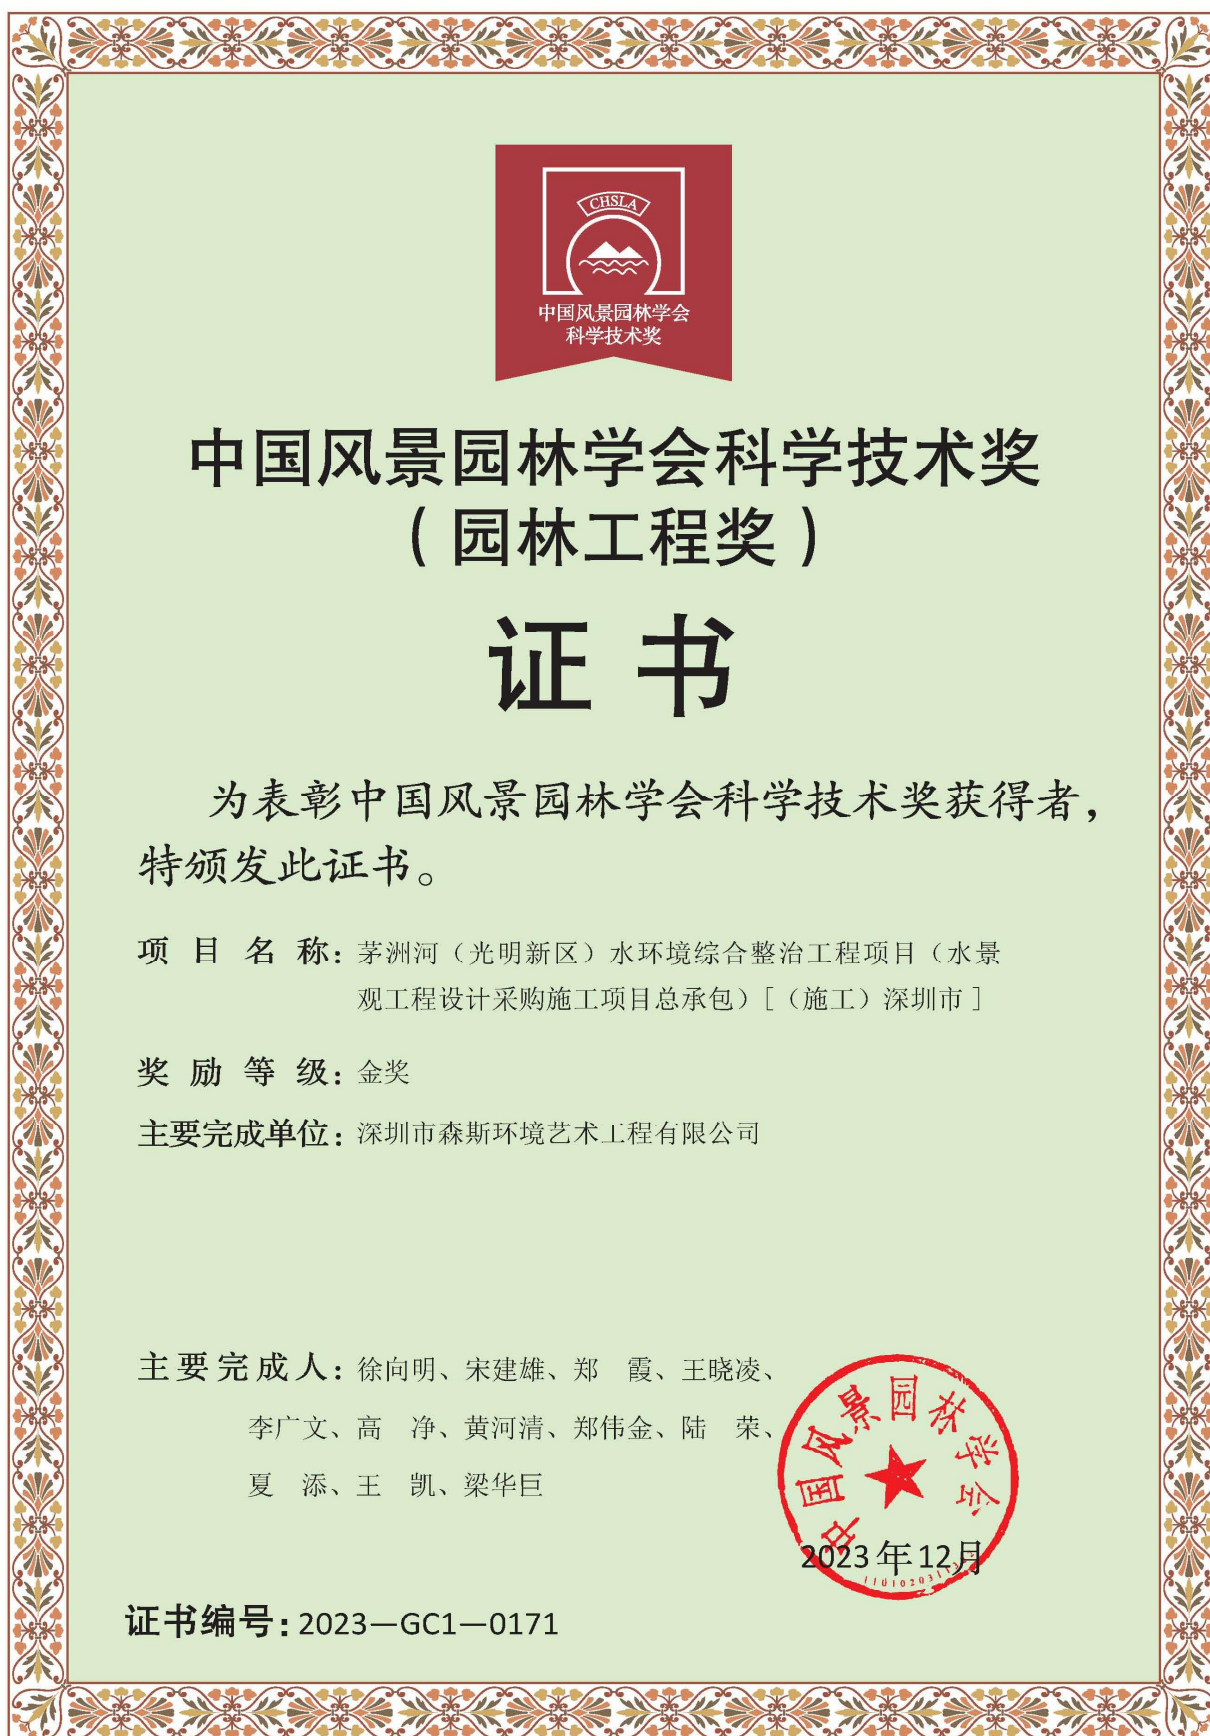 CHSLA
中国风景园林学会
科学技术奖
中国风景园林学会科学技术奖
（园林工程奖）
证书
为表彰中国风景园林学会科学技术奖获得者，
特颁发此证书。
项目名称：茅洲河（光明新区）水环境综合整治工程项目（水景
观工程设计采购施工项目总承包）[（施工）深圳市]
奖励等级：金奖
主要完成单位：深圳市森斯环境艺术工程有限公司
主要完成人：徐向明、宋建雄、郑　霞、王晓凌、
李广文、高　净、黄河清、郑伟金、陆　荣、
夏　添、王　凯、梁华巨
中国风景园林学会
2023年12月
证书编号：2023—GC1—0171